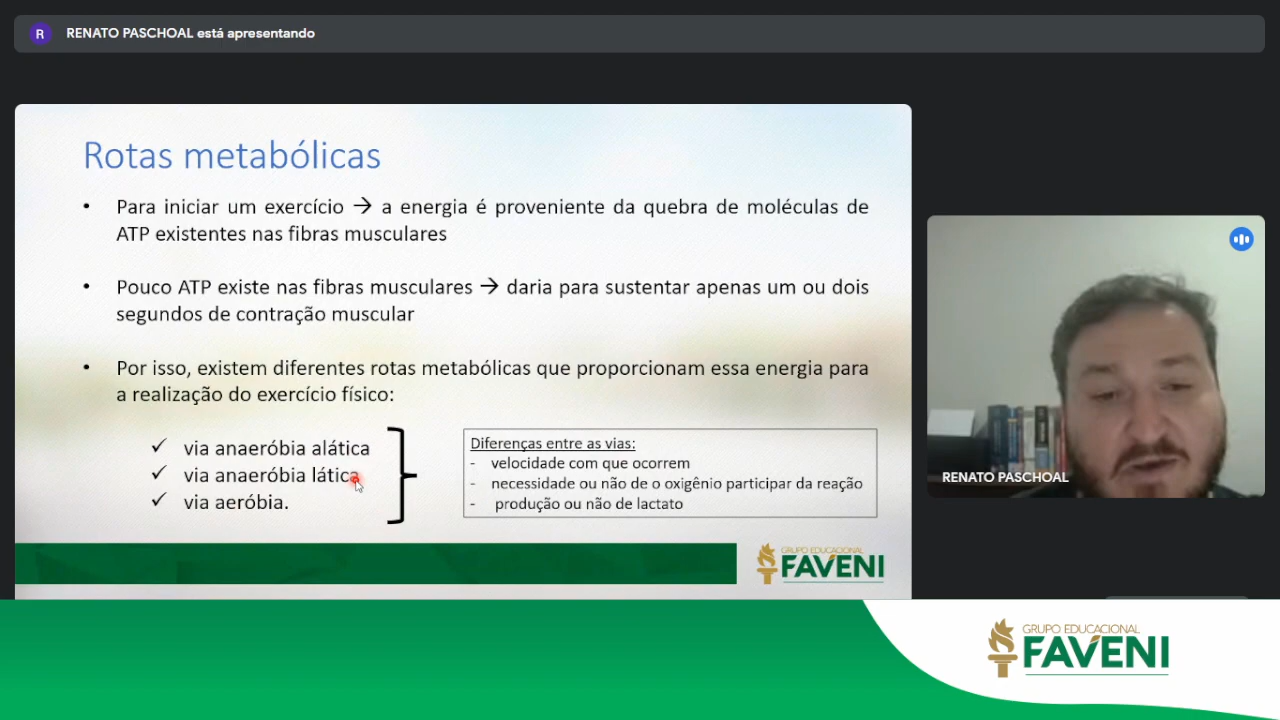 R RENATO PASCHOAL está apresentando
Rotas metabólicas
• Para iniciar um exercício → a energia é proveniente da quebra de moléculas de
ATP existentes nas fibras musculares
• Pouco ATP existe nas fibras musculares → daria para sustentar apenas um ou dois
segundos de contração muscular
• Por isso, existem diferentes rotas metabólicas que proporcionam essa energia para
a realização do exercício físico:
✓ via anaeróbia alática
✓ via anaeróbia lática
✓ via aeróbia.
Diferenças entre as vias:
- velocidade com que ocorrem
- necessidade ou não de o oxigênio participar da reação
- produção ou não de lactato
GRUPO EDUCACIONAL
FAVENI
RENATO PASCHOAL
GRUPO EDUCACIONAL
FAVENI